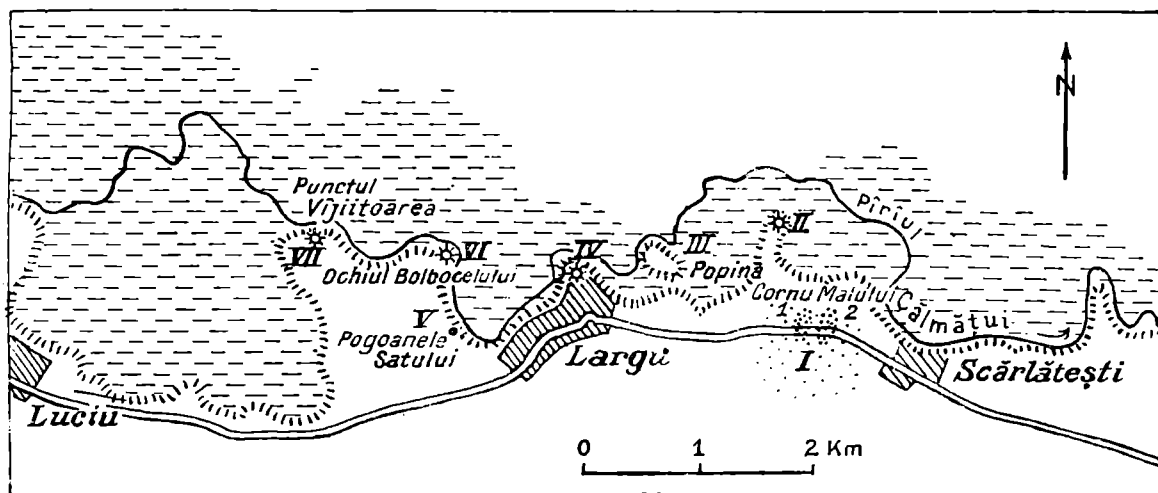 N
Punctul
Vîjiitoarea
VII
VI
Ochiul Bolbocelului
IV
III
Popina
II
Pîrîul
Călmățui
Cornu Malului
1 2
I
V
Pogoanele
Satului
Largu
Luciu
Scărlătești
0 1 2 Km